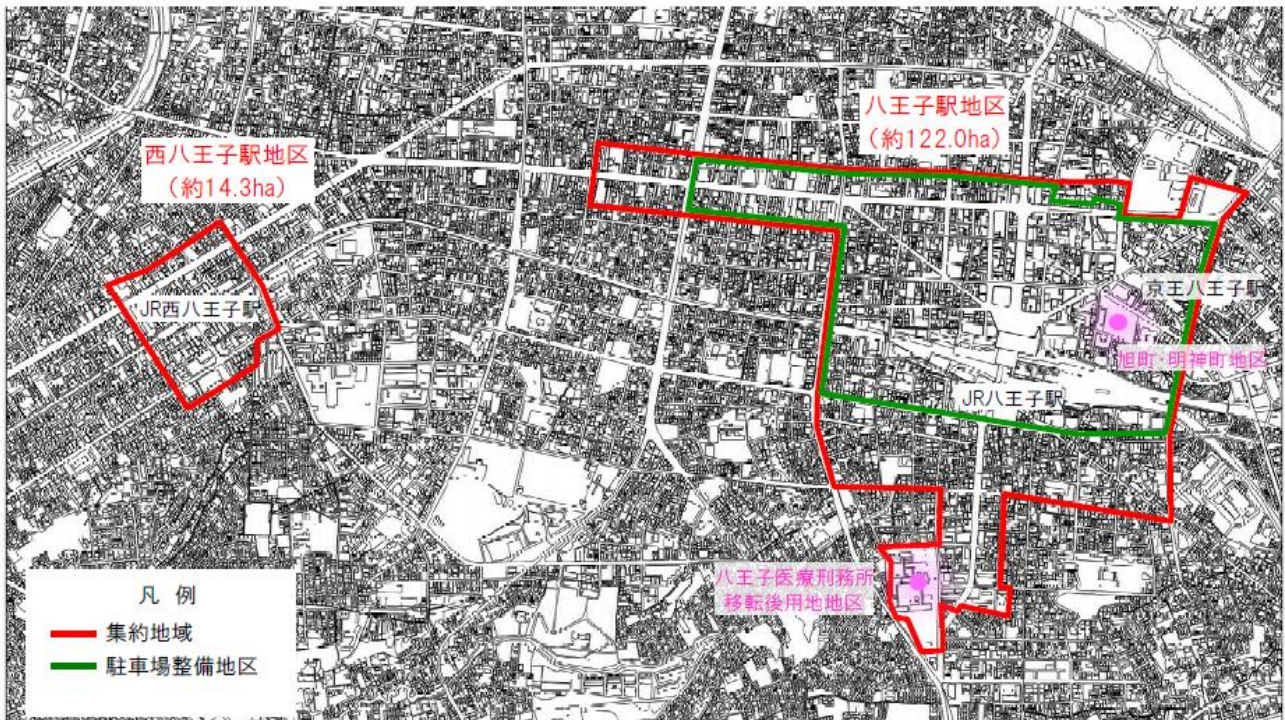 八王子駅地区
(約122.0ha)
西八王子駅地区
(約14.3ha)
JR西八王子駅
京王八王子駅
旭町・明神町地区
JR八王子駅
八王子医療刑務所
移転後用地地区
凡 例
集約地域
駐車場整備地区